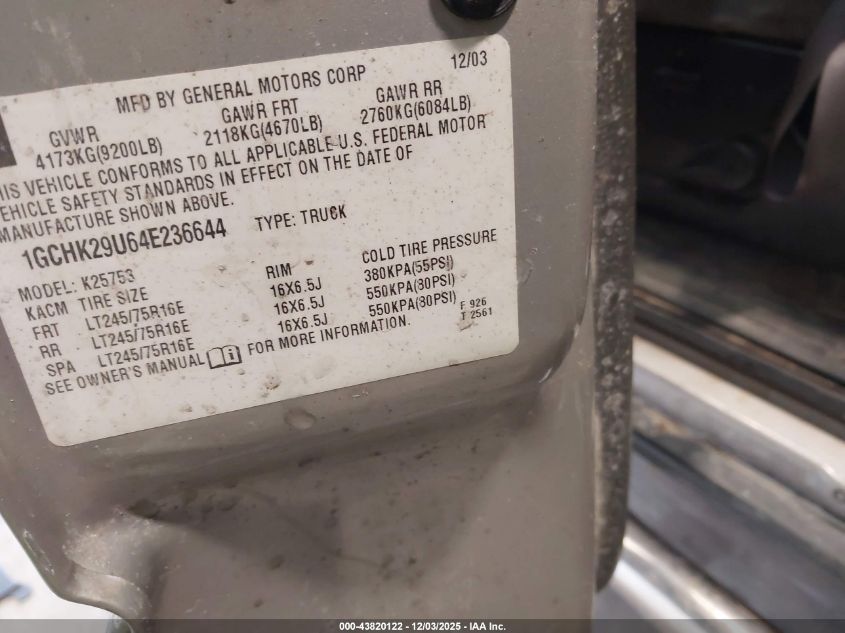 MFD BY GENERAL MOTORS CORP 12/03
GVWR GAWR FRT GAWR RR
4173KG(9200LB) 2118KG(4670LB) 2760KG(6084LB)
HIS VEHICLE CONFORMS TO ALL APPLICABLE U.S. FEDERAL MOTOR
VEHICLE SAFETY STANDARDS IN EFFECT ON THE DATE OF
MANUFACTURE SHOWN ABOVE.
1GCHK29U64E236644 TYPE: TRUCK
MODEL: K25753
KACM TIRE SIZE RIM COLD TIRE PRESSURE
FRT LT245/75R16E 16X6.5J 380KPA(55PSI)
RR LT245/75R16E 16X6.5J 550KPA(80PSI)
SPA LT245/75R16E 16X6.5J 550KPA(80PSI)
SEE OWNER'S MANUAL FOR MORE INFORMATION.
F 926
T 2561
000-43820122 - 12/03/2025 - IAA Inc.